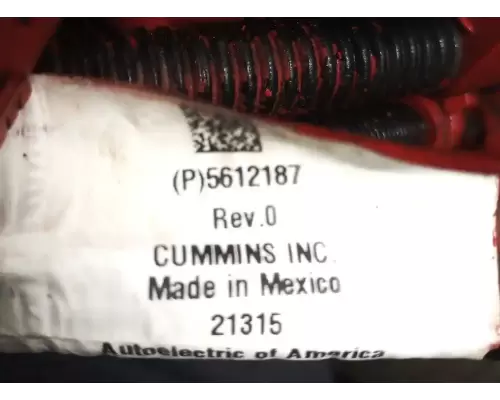 (P)5612187
Rev.0
CUMMINS INC.
Made in Mexico
21315
Autoelectric of America